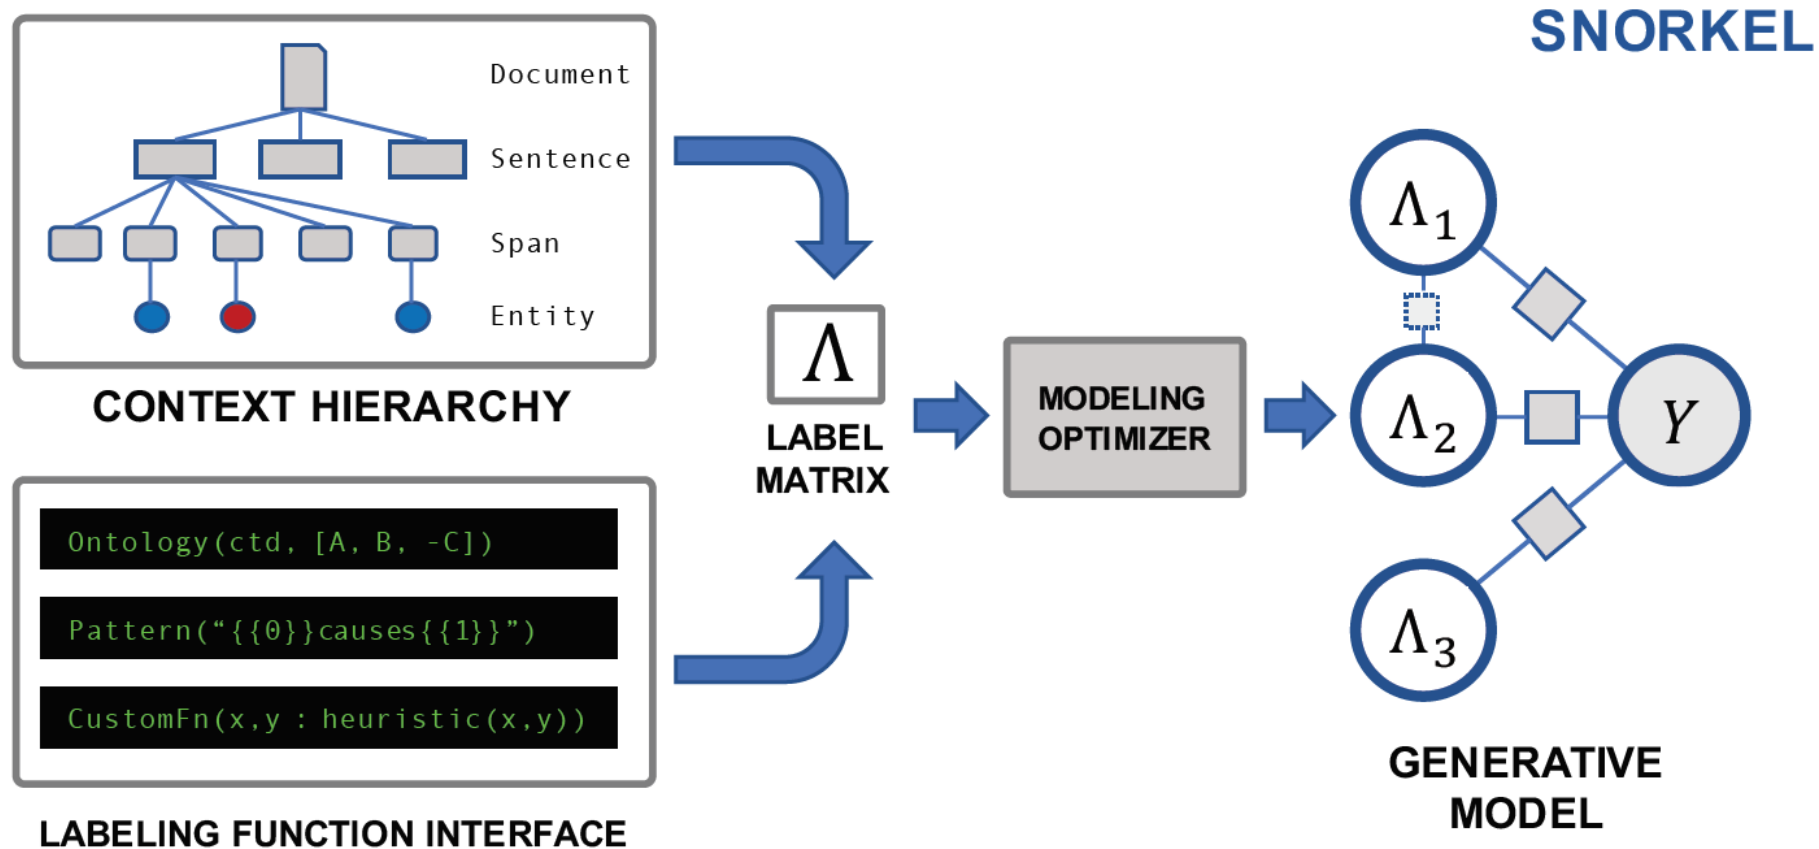 SNORKEL
Document
Sentence
Span
Entity
CONTEXT HIERARCHY
Ontology(ctd, [A, B, -C])
Pattern(“{{0}}causes{{1}}”)
CustomFn(x,y : heuristic(x,y))
LABELING FUNCTION INTERFACE
Λ
LABEL
MATRIX
MODELING
OPTIMIZER
Λ1
Λ2
Λ3
Y
GENERATIVE
MODEL